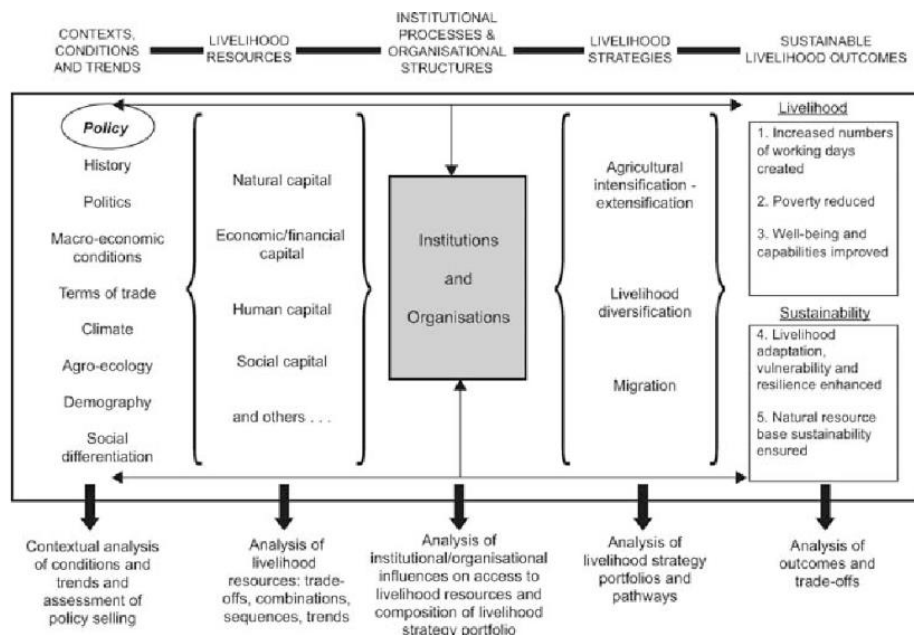 CONTEXTS,
CONDITIONS
AND TRENDS
LIVELIHOOD
RESOURCES
INSTITUTIONAL
PROCESSES &
ORGANISATIONAL
STRUCTURES
LIVELIHOOD
STRATEGIES
SUSTAINABLE
LIVELIHOOD OUTCOMES
Policy
History
Politics
Macro-economic
conditions
Terms of trade
Climate
Agro-ecology
Demography
Social
differentiation
Natural capital
Economic/financial
capital
Human capital
Social capital
and others . . .
Institutions
and
Organisations
Agricultural
intensification -
extensification
Livelihood
diversification
Migration
Livelihood
1. Increased numbers
of working days
created
2. Poverty reduced
3. Well-being and
capabilities improved
Sustainability
4. Livelihood
adaptation,
vulnerability and
resilience enhanced
5. Natural resource
base sustainability
ensured
Contextual analysis
of conditions and
trends and
assessment of
policy selling
Analysis of
livelihood
resources: trade-
offs, combinations,
sequences, trends
Analysis of
institutional/organisational
influences on access to
livelihood resources and
composition of livelihood
strategy portfolio
Analysis of
livelihood strategy
portfolios and
pathways
Analysis of
outcomes and
trade-offs